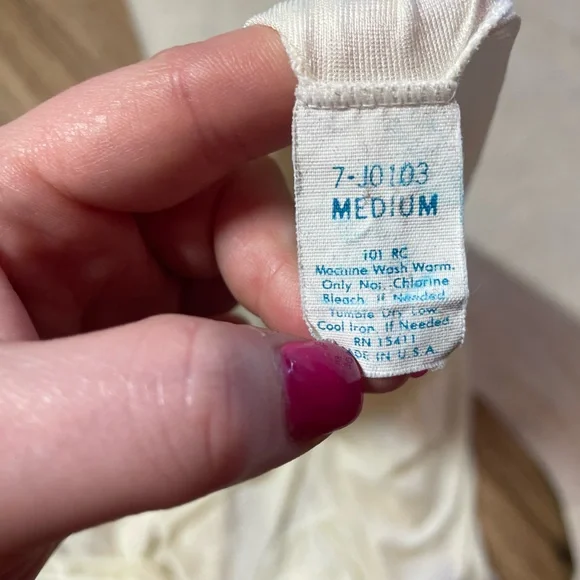 7-J0103
MEDIUM
101 RC
Machine Wash Warm.
Only Non Chlorine
Bleach If Needed
Tumble Dry Low
Cool Iron If Needed
RN 15411
ADE IN U.S.A.